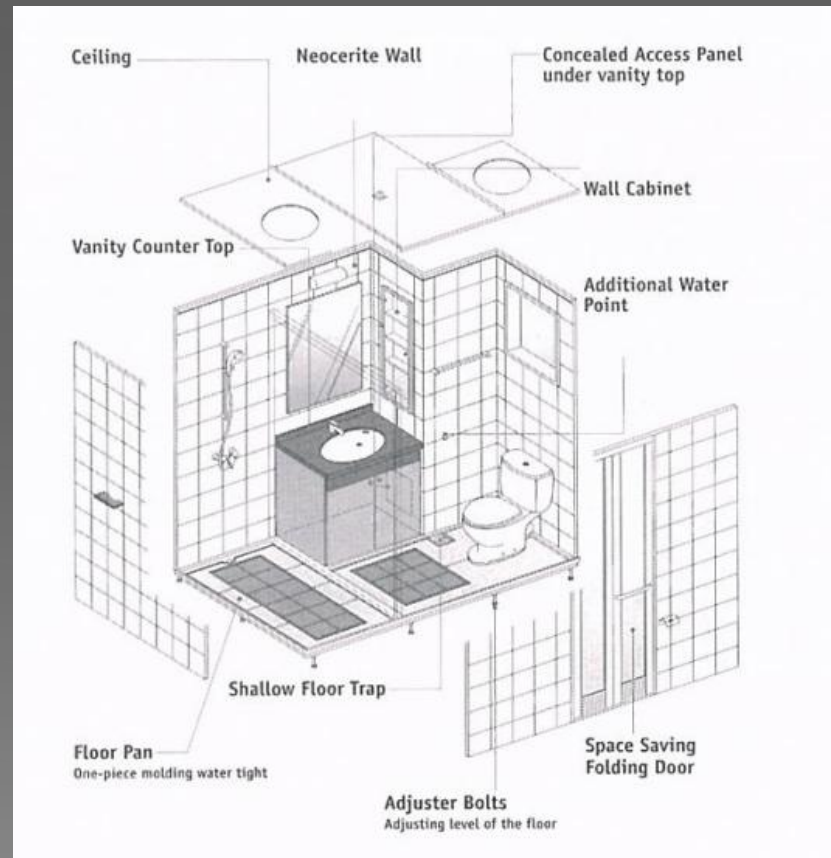 Ceiling
Neocerite Wall
Concealed Access Panel
under vanity top
Wall Cabinet
Vanity Counter Top
Additional Water
Point
Shallow Floor Trap
Floor Pan
One-piece molding water tight
Space Saving
Folding Door
Adjuster Bolts
Adjusting level of the floor